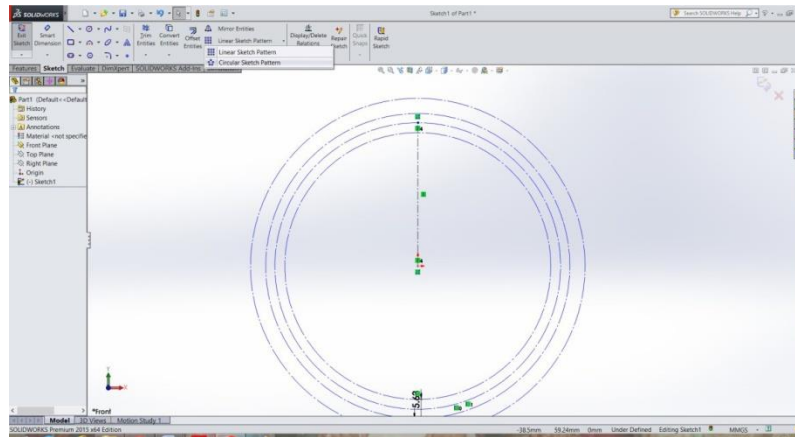 SOLIDWORKS
Sketch1 of Part1 *
Search SOLIDWORKS Help
Exit Sketch
Smart Dimension
Trim Entities
Convert Entities
Offset Entities
Mirror Entities
Linear Sketch Pattern
Display/Delete Relations
Repair Sketch
Quick Snaps
Rapid Sketch
Linear Sketch Pattern
Circular Sketch Pattern
Features Sketch Evaluate DimXpert SOLIDWORKS Add-Ins
Part1 (Default<<Default
History
Sensors
Annotations
Material <not specifie
Front Plane
Top Plane
Right Plane
Origin
(-) Sketch1
5.63
Y
X
*Front
Model 3D Views Motion Study 1
SOLIDWORKS Premium 2015 x64 Edition
-38.5mm 59.24mm 0mm Under Defined Editing Sketch1 MMGS